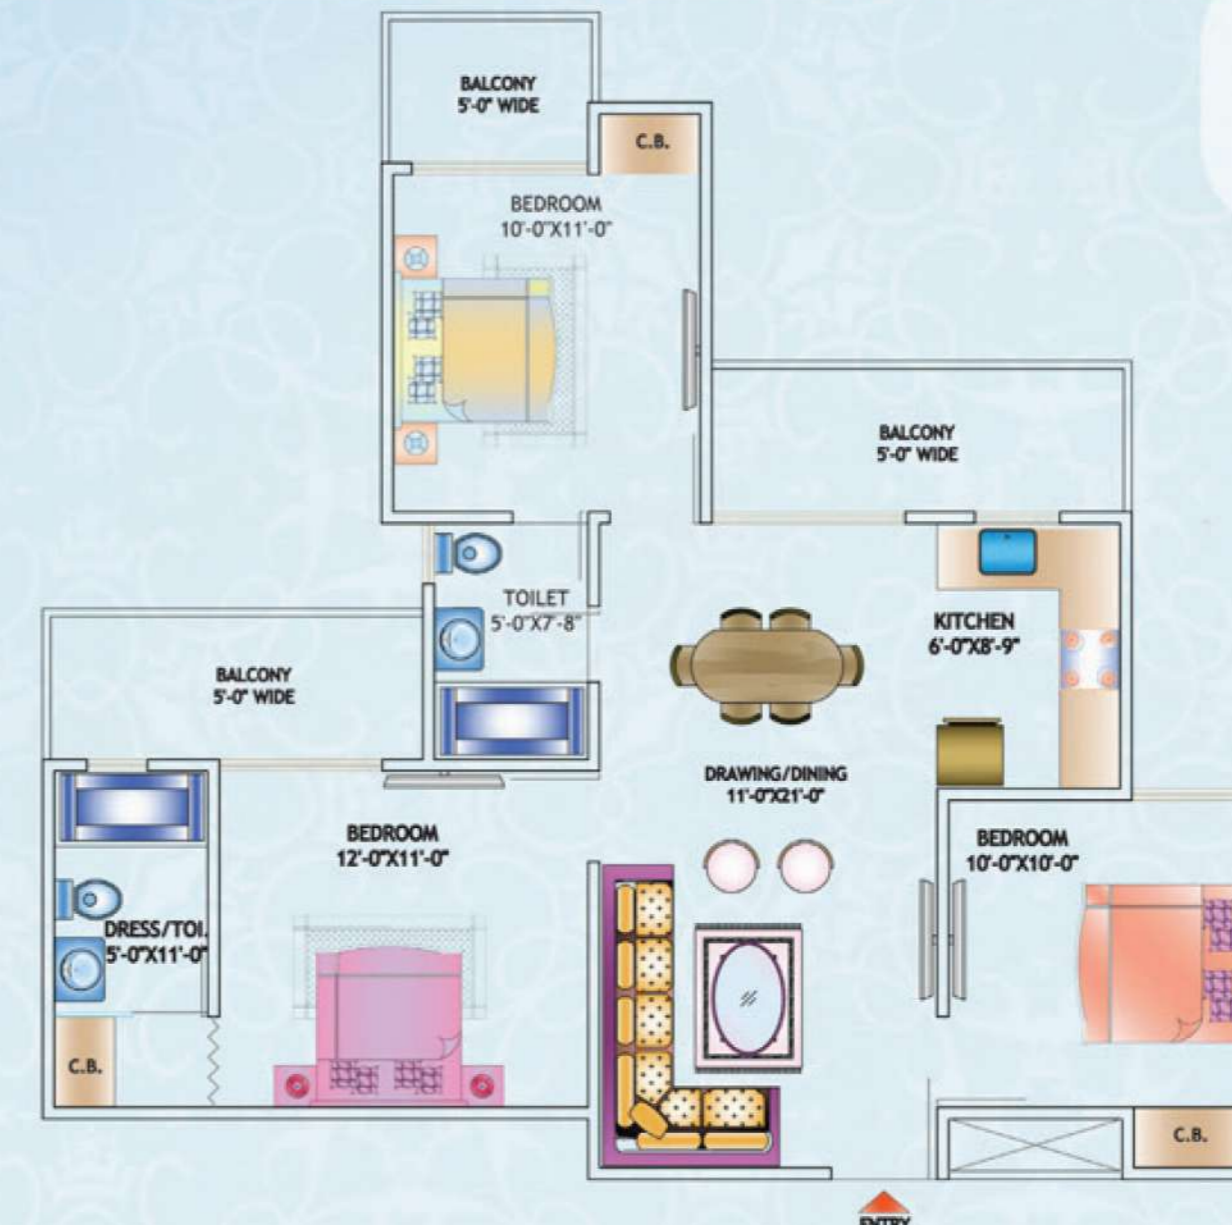 BALCONY
5'-0" WIDE
C.B.
BEDROOM
10'-0"X11'-0"
BALCONY
5'-0" WIDE
TOILET
5'-0"X7'-8"
KITCHEN
6'-0"X8'-9"
BALCONY
5'-0" WIDE
DRAWING/DINING
11'-0"X21'-0"
BEDROOM
12'-0"X11'-0"
BEDROOM
10'-0"X10'-0"
DRESS/TOI.
5'-0"X11'-0"
C.B.
C.B.
ENTRY